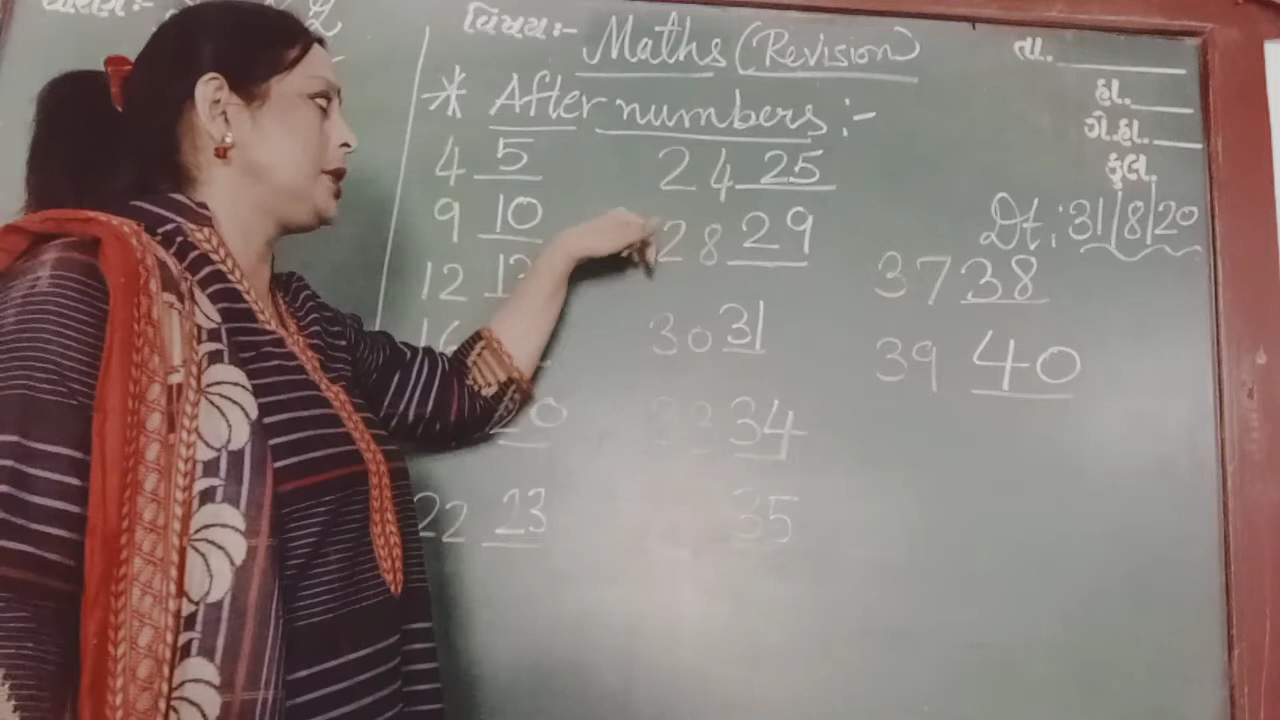 વિષયઃ- Maths (Revision)
તા.
* After numbers :-
હા.
ગે.હા.
કુલ.
Dt: 31/8/20
4 5
9 10
12
22 23
24 25
28 29
30 31
33 34
35
37 38
39 40